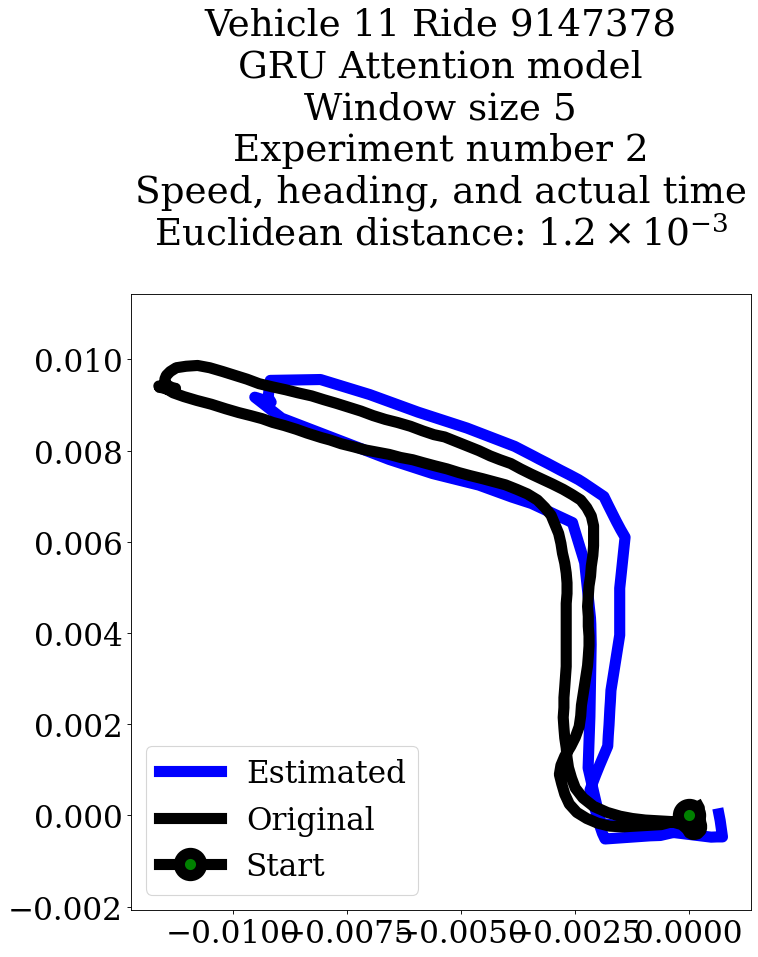 Vehicle 11 Ride 9147378
GRU Attention model
Window size 5
Experiment number 2
Speed, heading, and actual time
Euclidean distance: 1.2 × 10⁻³
0.010
0.008
0.006
0.004
0.002
0.000
−0.002
Estimated
Original
Start
−0.0100 −0.0075 −0.0050 −0.0025 0.0000